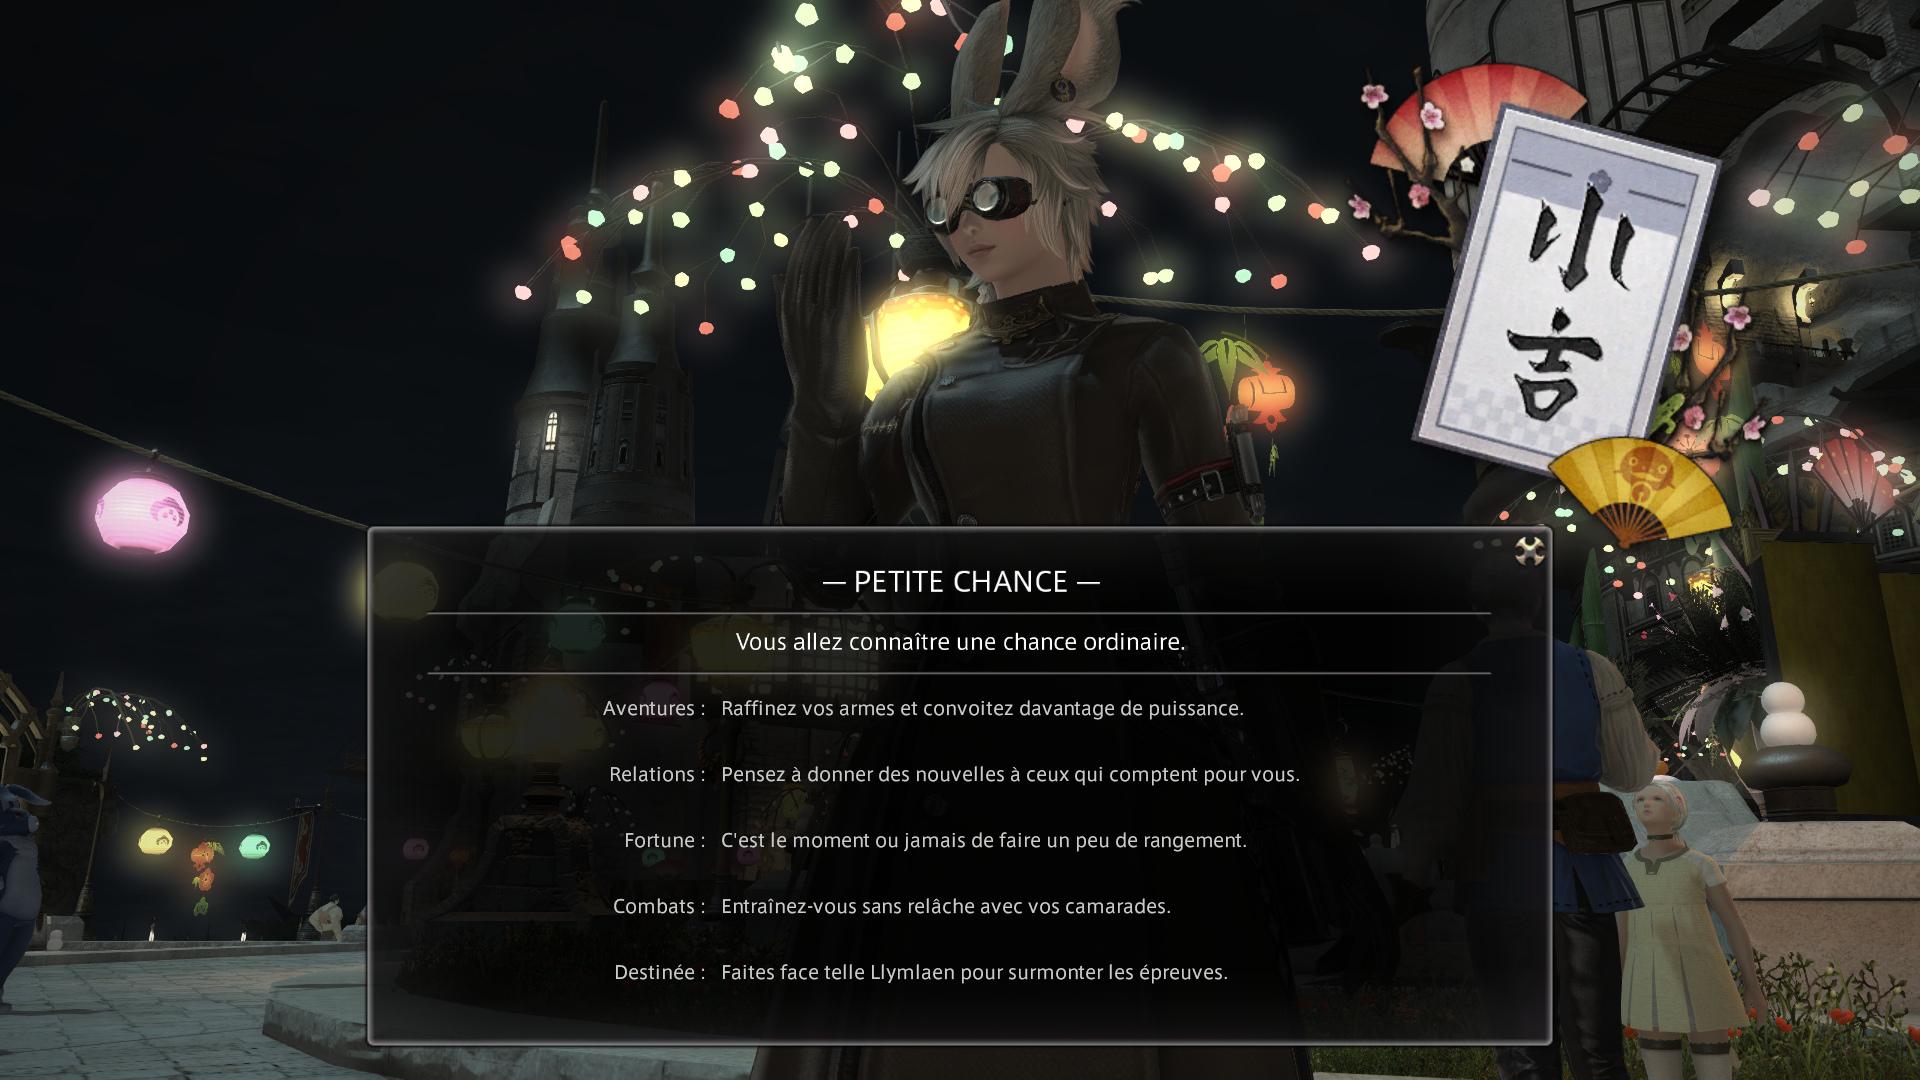 小
吉
— PETITE CHANCE —
Vous allez connaître une chance ordinaire.
Aventures : Raffinez vos armes et convoitez davantage de puissance.
Relations : Pensez à donner des nouvelles à ceux qui comptent pour vous.
Fortune : C'est le moment ou jamais de faire un peu de rangement.
Combats : Entraînez-vous sans relâche avec vos camarades.
Destinée : Faites face telle Llymlaen pour surmonter les épreuves.